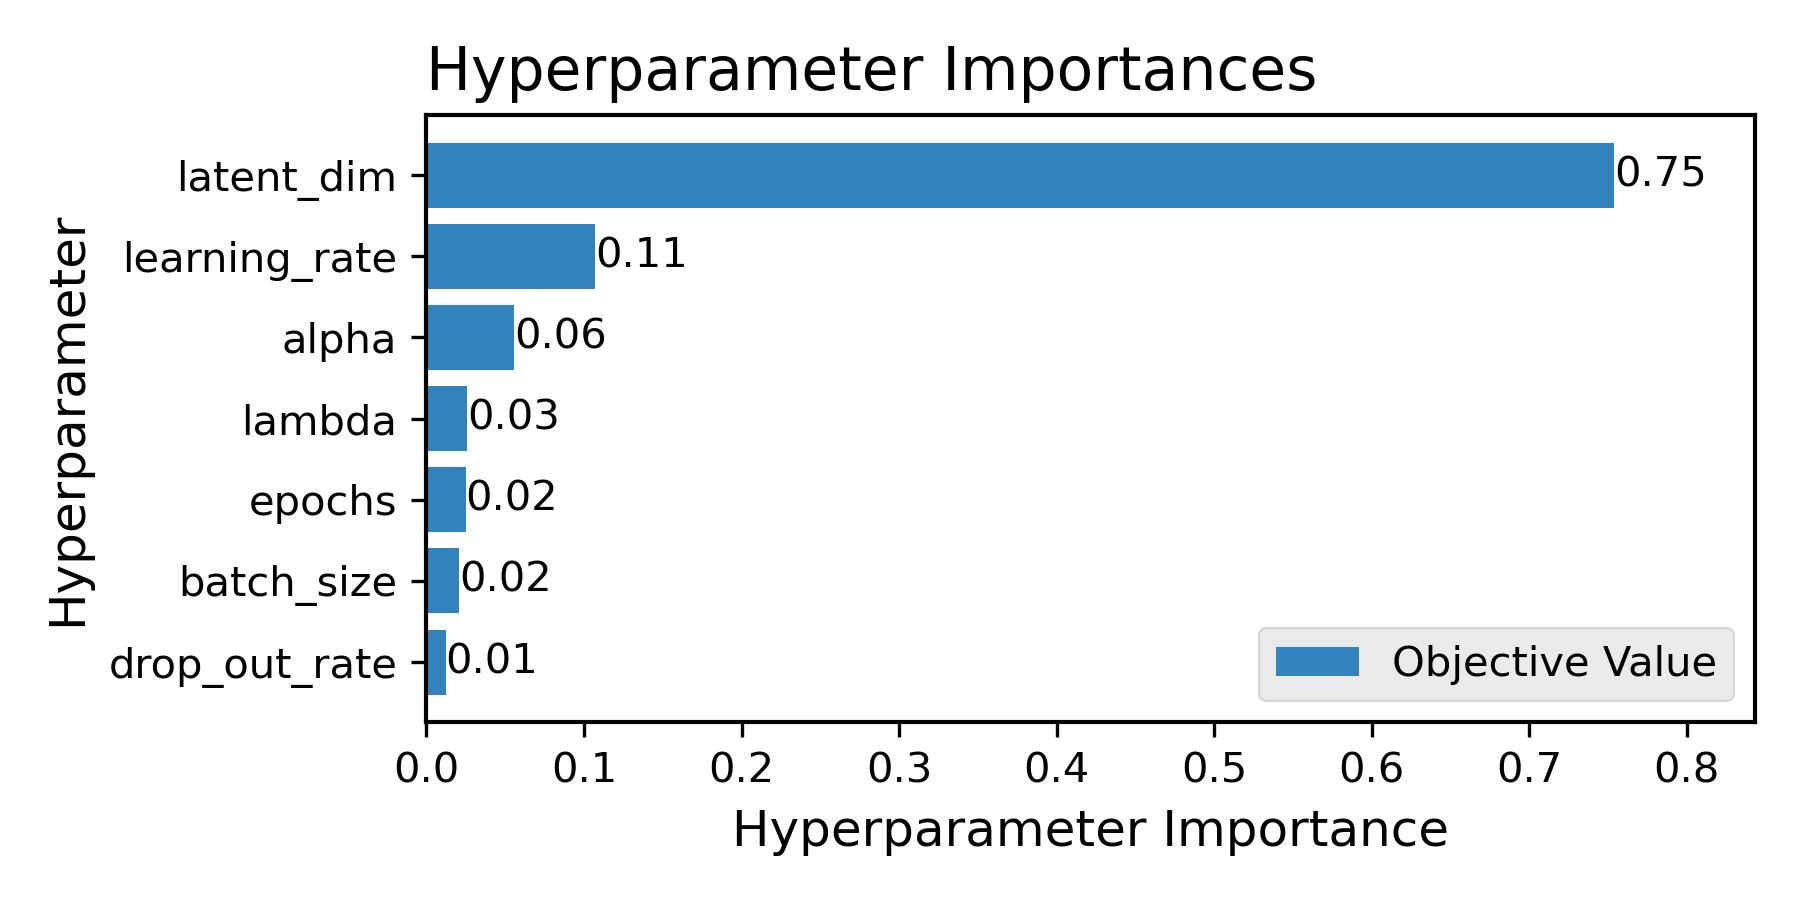 Hyperparameter Importances
Hyperparameter
latent_dim 0.75
learning_rate 0.11
alpha 0.06
lambda 0.03
epochs 0.02
batch_size 0.02
drop_out_rate 0.01
Objective Value
0.0 0.1 0.2 0.3 0.4 0.5 0.6 0.7 0.8
Hyperparameter Importance